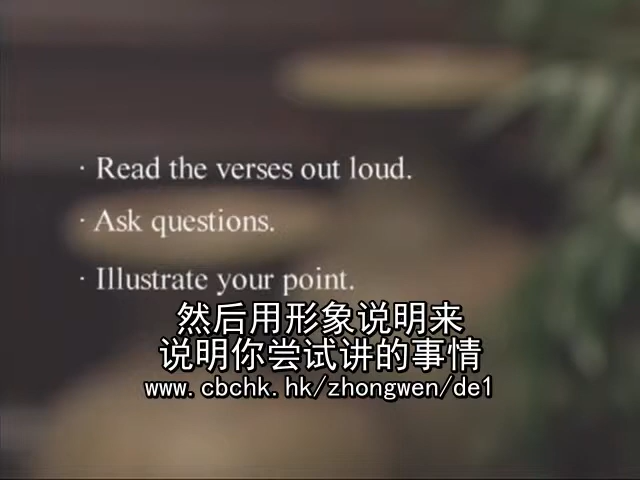 · Read the verses out loud.
· Ask questions.
· Illustrate your point.
然后用形象说明来
说明你尝试讲的事情
www.cbchk.hk/zhongwen/de1